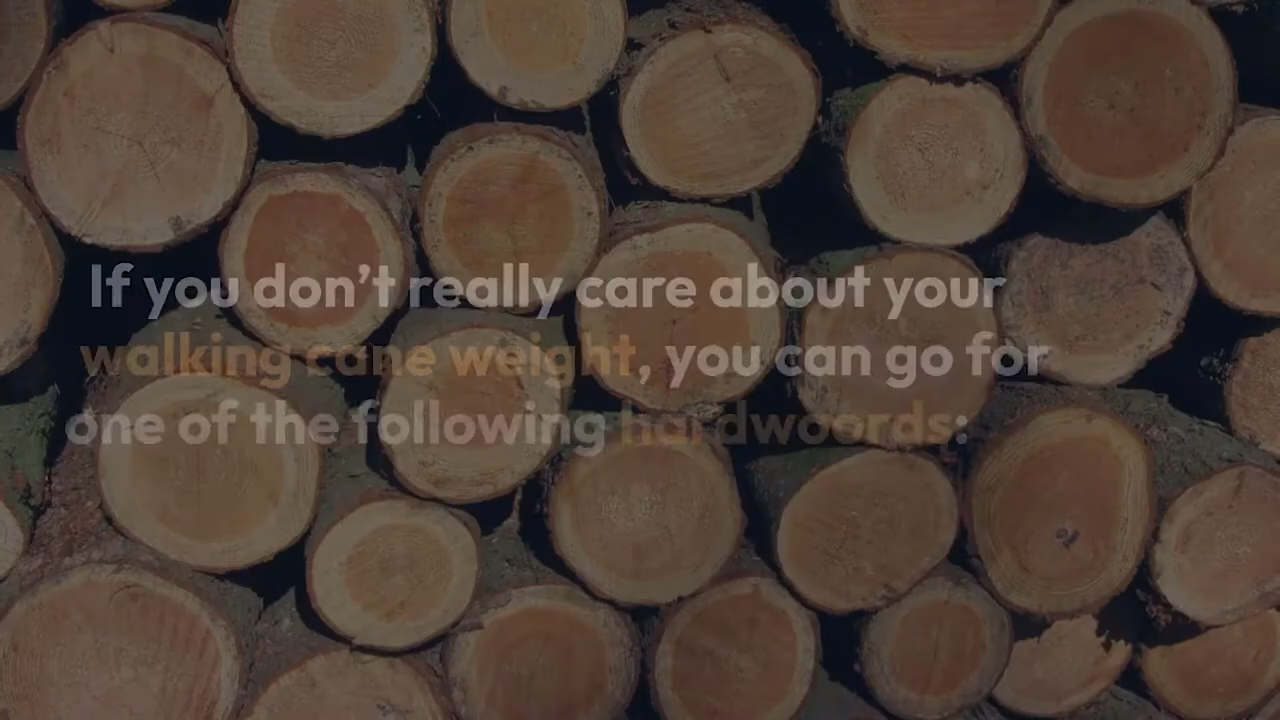 If you don’t really care about your
walking cane weight, you can go for
one of the following hardwoords: